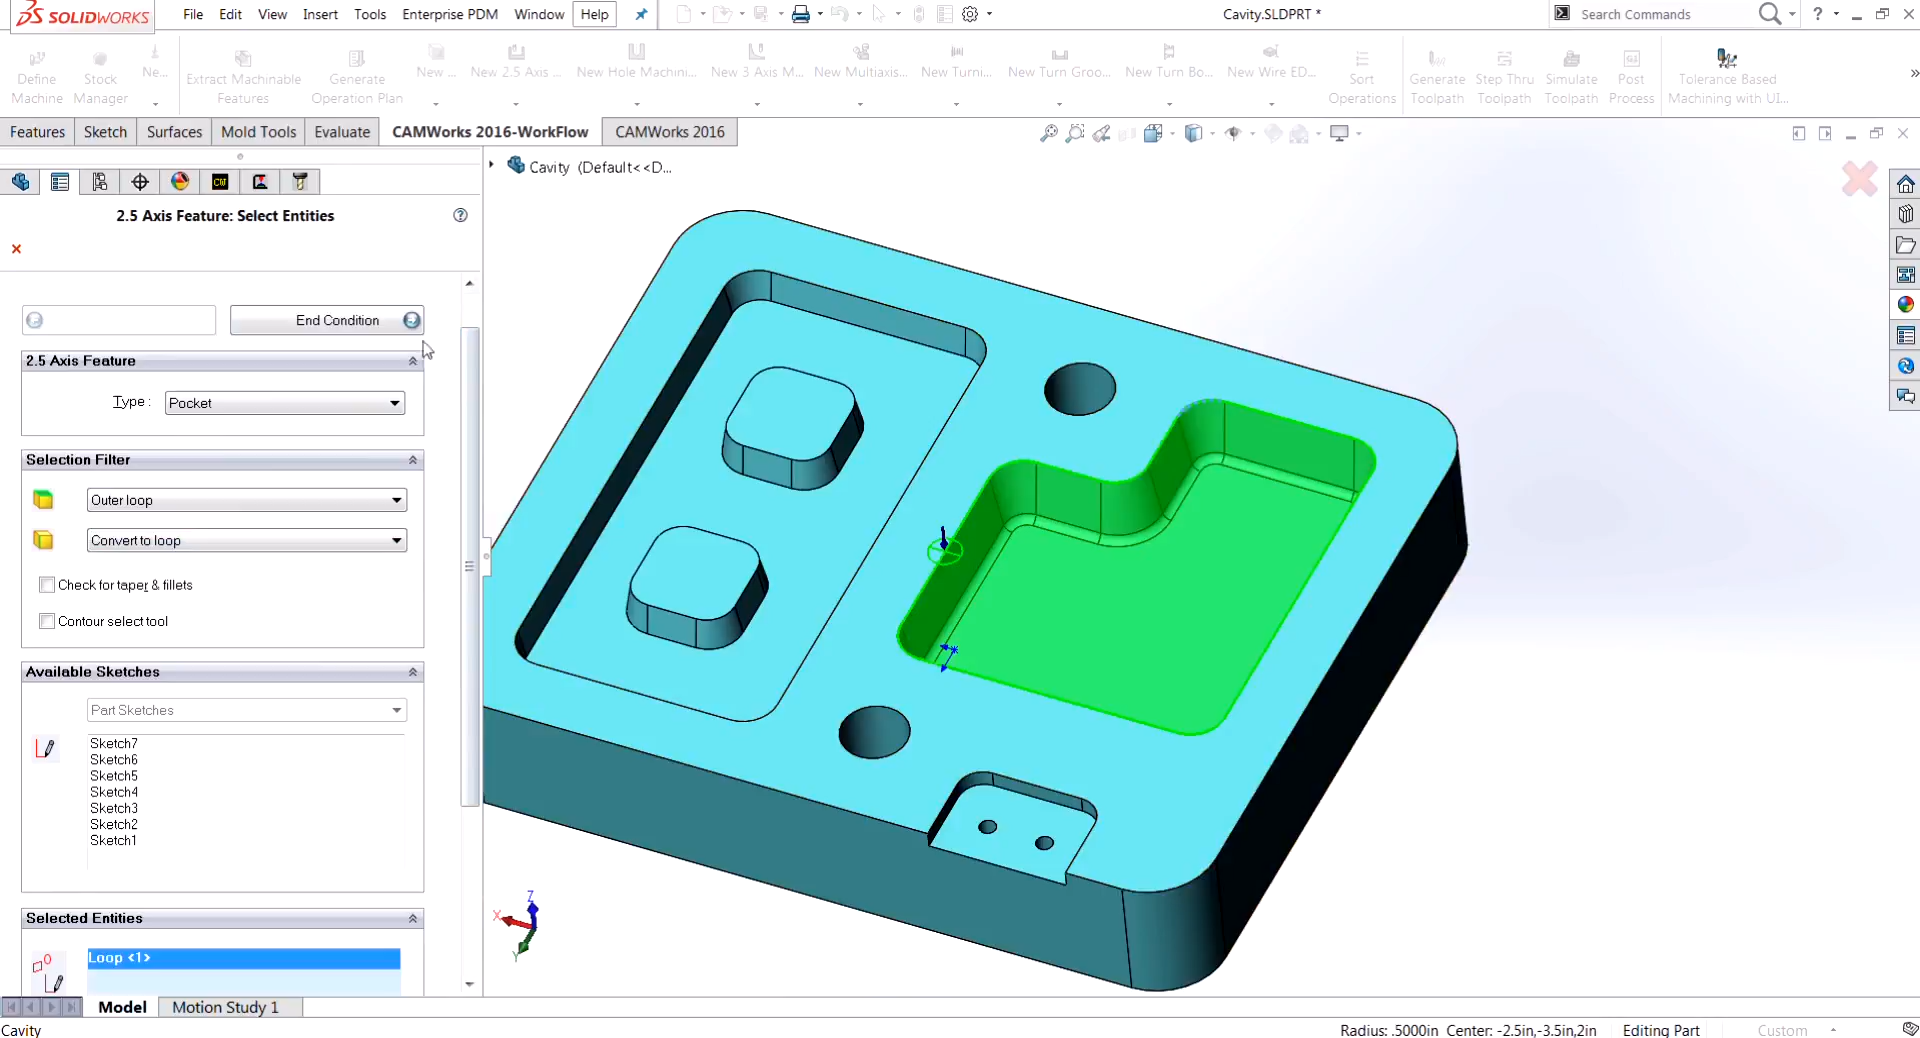 SOLIDWORKS
File Edit View Insert Tools Enterprise PDM Window Help
Cavity.SLDPRT *
Search Commands
?
Define Machine
Stock Manager
Ne...
Extract Machinable Features
Generate Operation Plan
New ...
New 2.5 Axis ...
New Hole Machini...
New 3 Axis M...
New Multiaxis...
New Turni...
New Turn Groo...
New Turn Bo...
New Wire ED...
Sort Operations
Generate Toolpath
Step Thru Toolpath
Simulate Toolpath
Post Process
Tolerance Based Machining with UI...
»
Features Sketch Surfaces Mold Tools Evaluate CAMWorks 2016-WorkFlow CAMWorks 2016
Cavity (Default<<D...
CW
2.5 Axis Feature: Select Entities
?
End Condition
2.5 Axis Feature
Type : Pocket
Selection Filter
Outer loop
Convert to loop
Check for taper & fillets
Contour select tool
Available Sketches
Part Sketches
Sketch7
Sketch6
Sketch5
Sketch4
Sketch3
Sketch2
Sketch1
Selected Entities
Loop <1>
Z
X
Y
Model Motion Study 1
Cavity
Radius: .5000in Center: -2.5in,-3.5in,2in Editing Part Custom